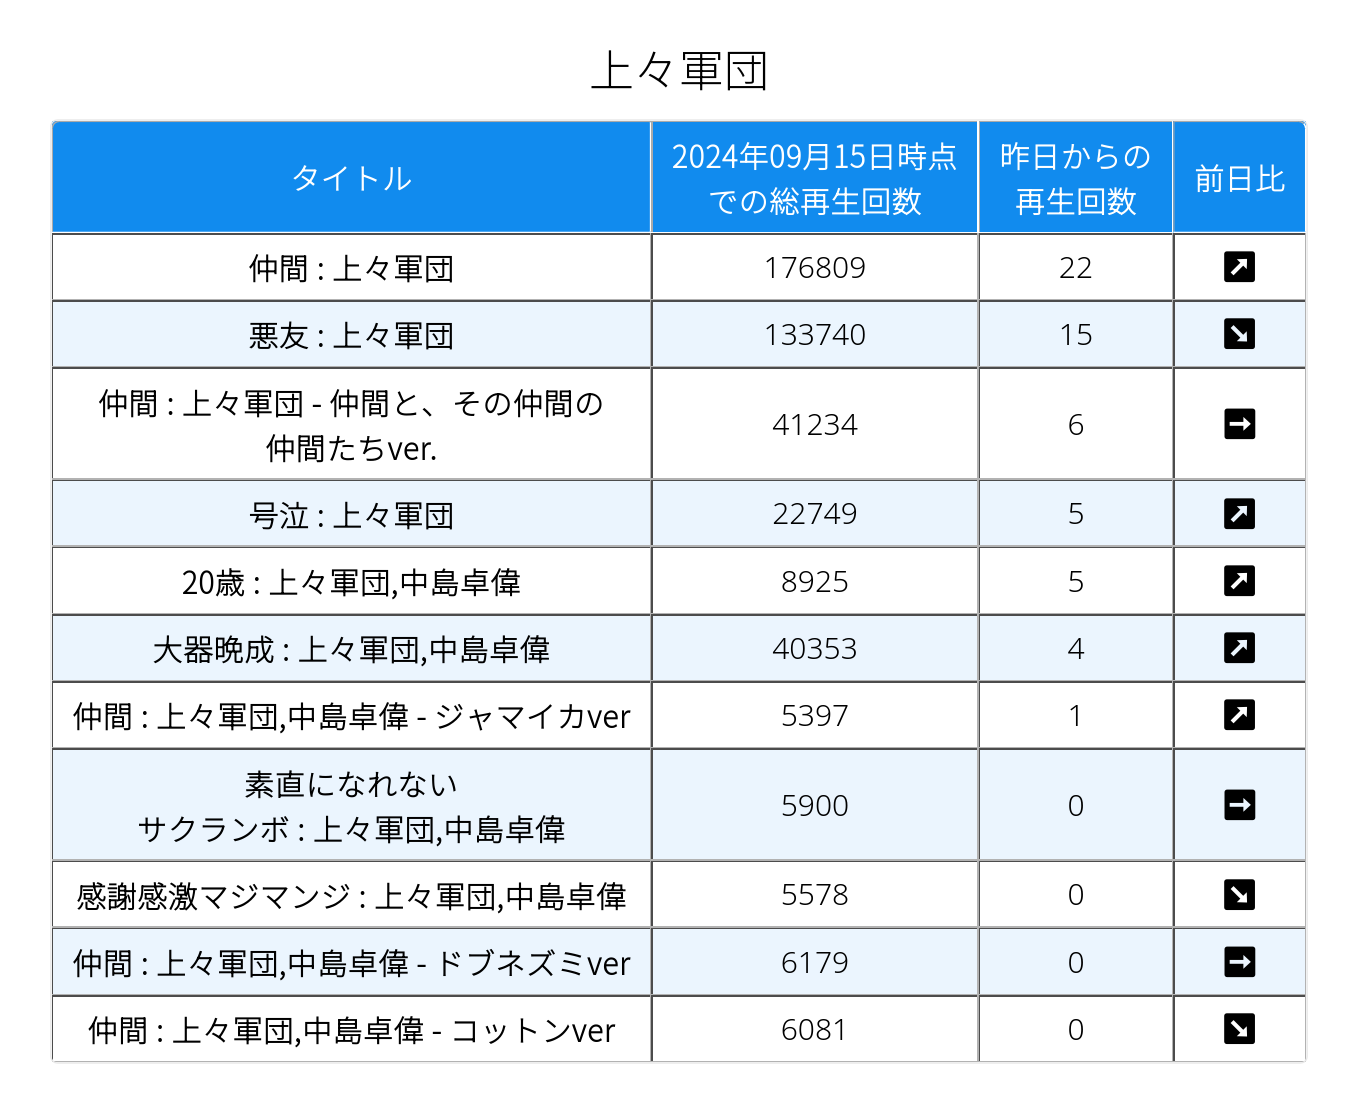 上々軍団
タイトル
2024年09月15日時点
での総再生回数
昨日からの
再生回数
前日比
仲間 : 上々軍団
176809
22
悪友 : 上々軍団
133740
15
仲間 : 上々軍団 - 仲間と、その仲間の
仲間たちver.
41234
6
号泣 : 上々軍団
22749
5
20歳 : 上々軍団,中島卓偉
8925
5
大器晩成 : 上々軍団,中島卓偉
40353
4
仲間 : 上々軍団,中島卓偉 - ジャマイカver
5397
1
素直になれない
サクランボ : 上々軍団,中島卓偉
5900
0
感謝感激マジマンジ : 上々軍団,中島卓偉
5578
0
仲間 : 上々軍団,中島卓偉 - ドブネズミver
6179
0
仲間 : 上々軍団,中島卓偉 - コットンver
6081
0